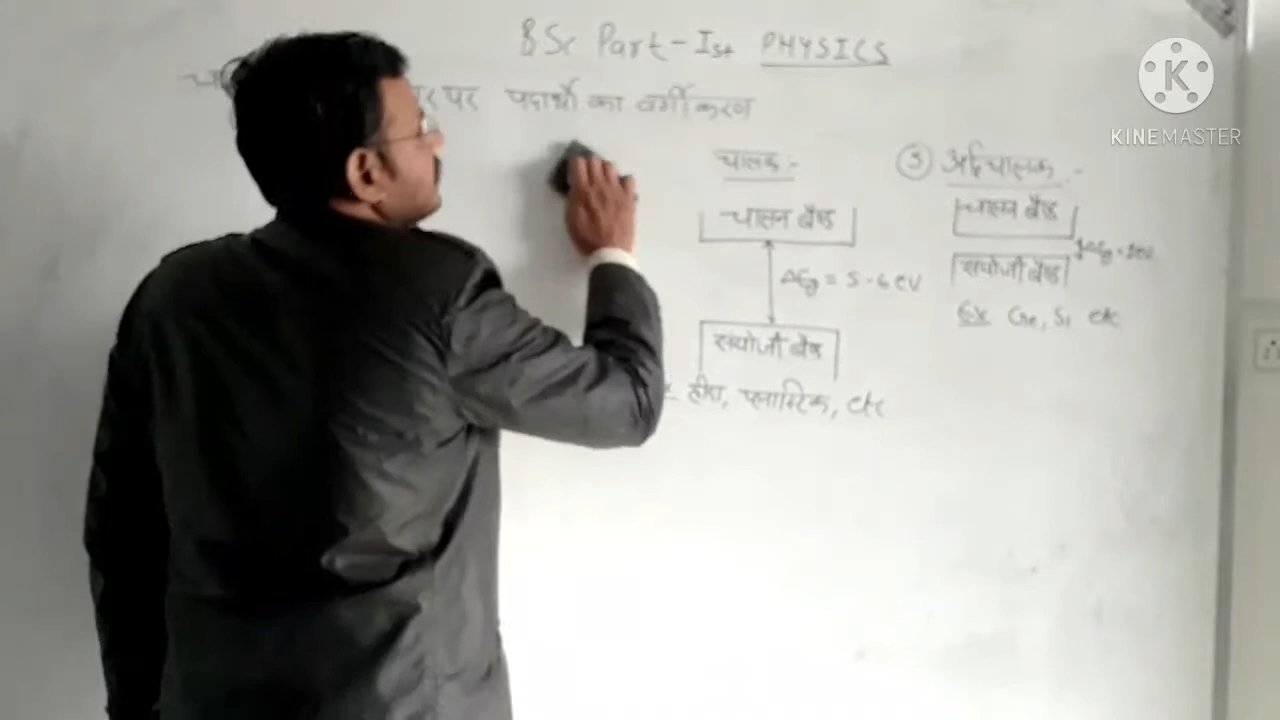 BSc Part-Ist PHYSICS
पर पदार्थो का वर्गीकरण
चालक :-
③ अर्द्धचालक :-
चालन बैण्ड
चालन बैण्ड
ΔEg = 5-6 eV
संयोजी बैण्ड
संयोजी बैण्ड
Ex Ge, Si etc
हीरा, प्लास्टिक, etc
KINEMASTER